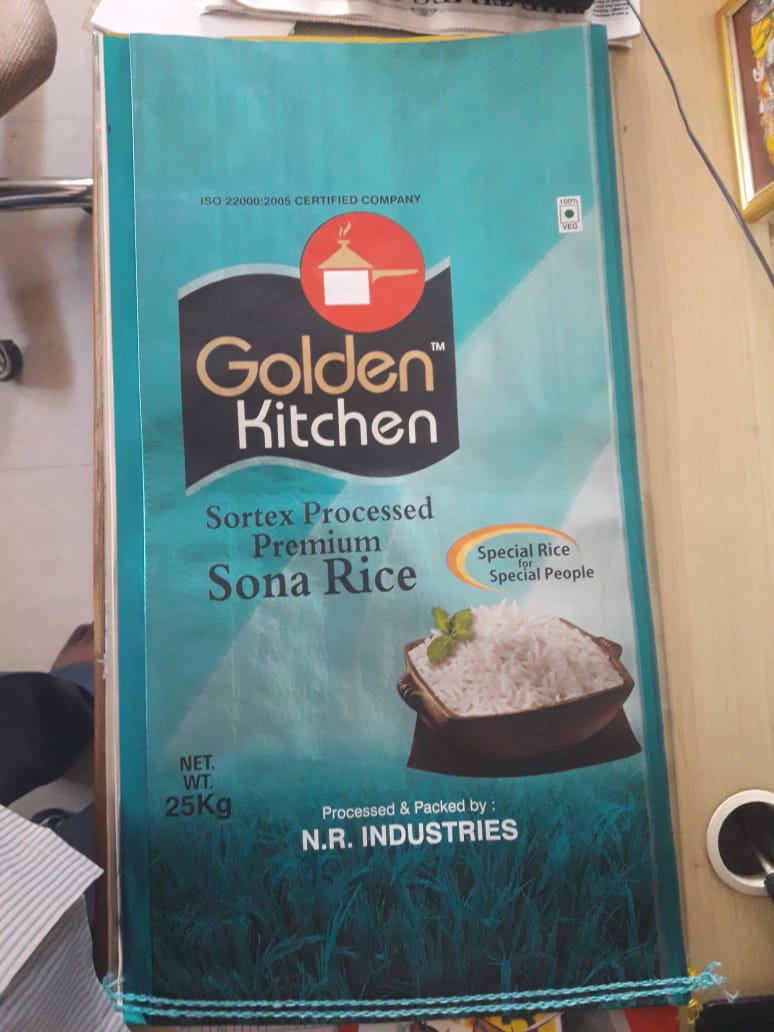 ISO 22000:2005 CERTIFIED COMPANY
100%
VEG
Golden™
Kitchen
Sortex Processed
Premium
Sona Rice
Special Rice
for
Special People
NET.
WT.
25Kg
Processed & Packed by :
N.R. INDUSTRIES